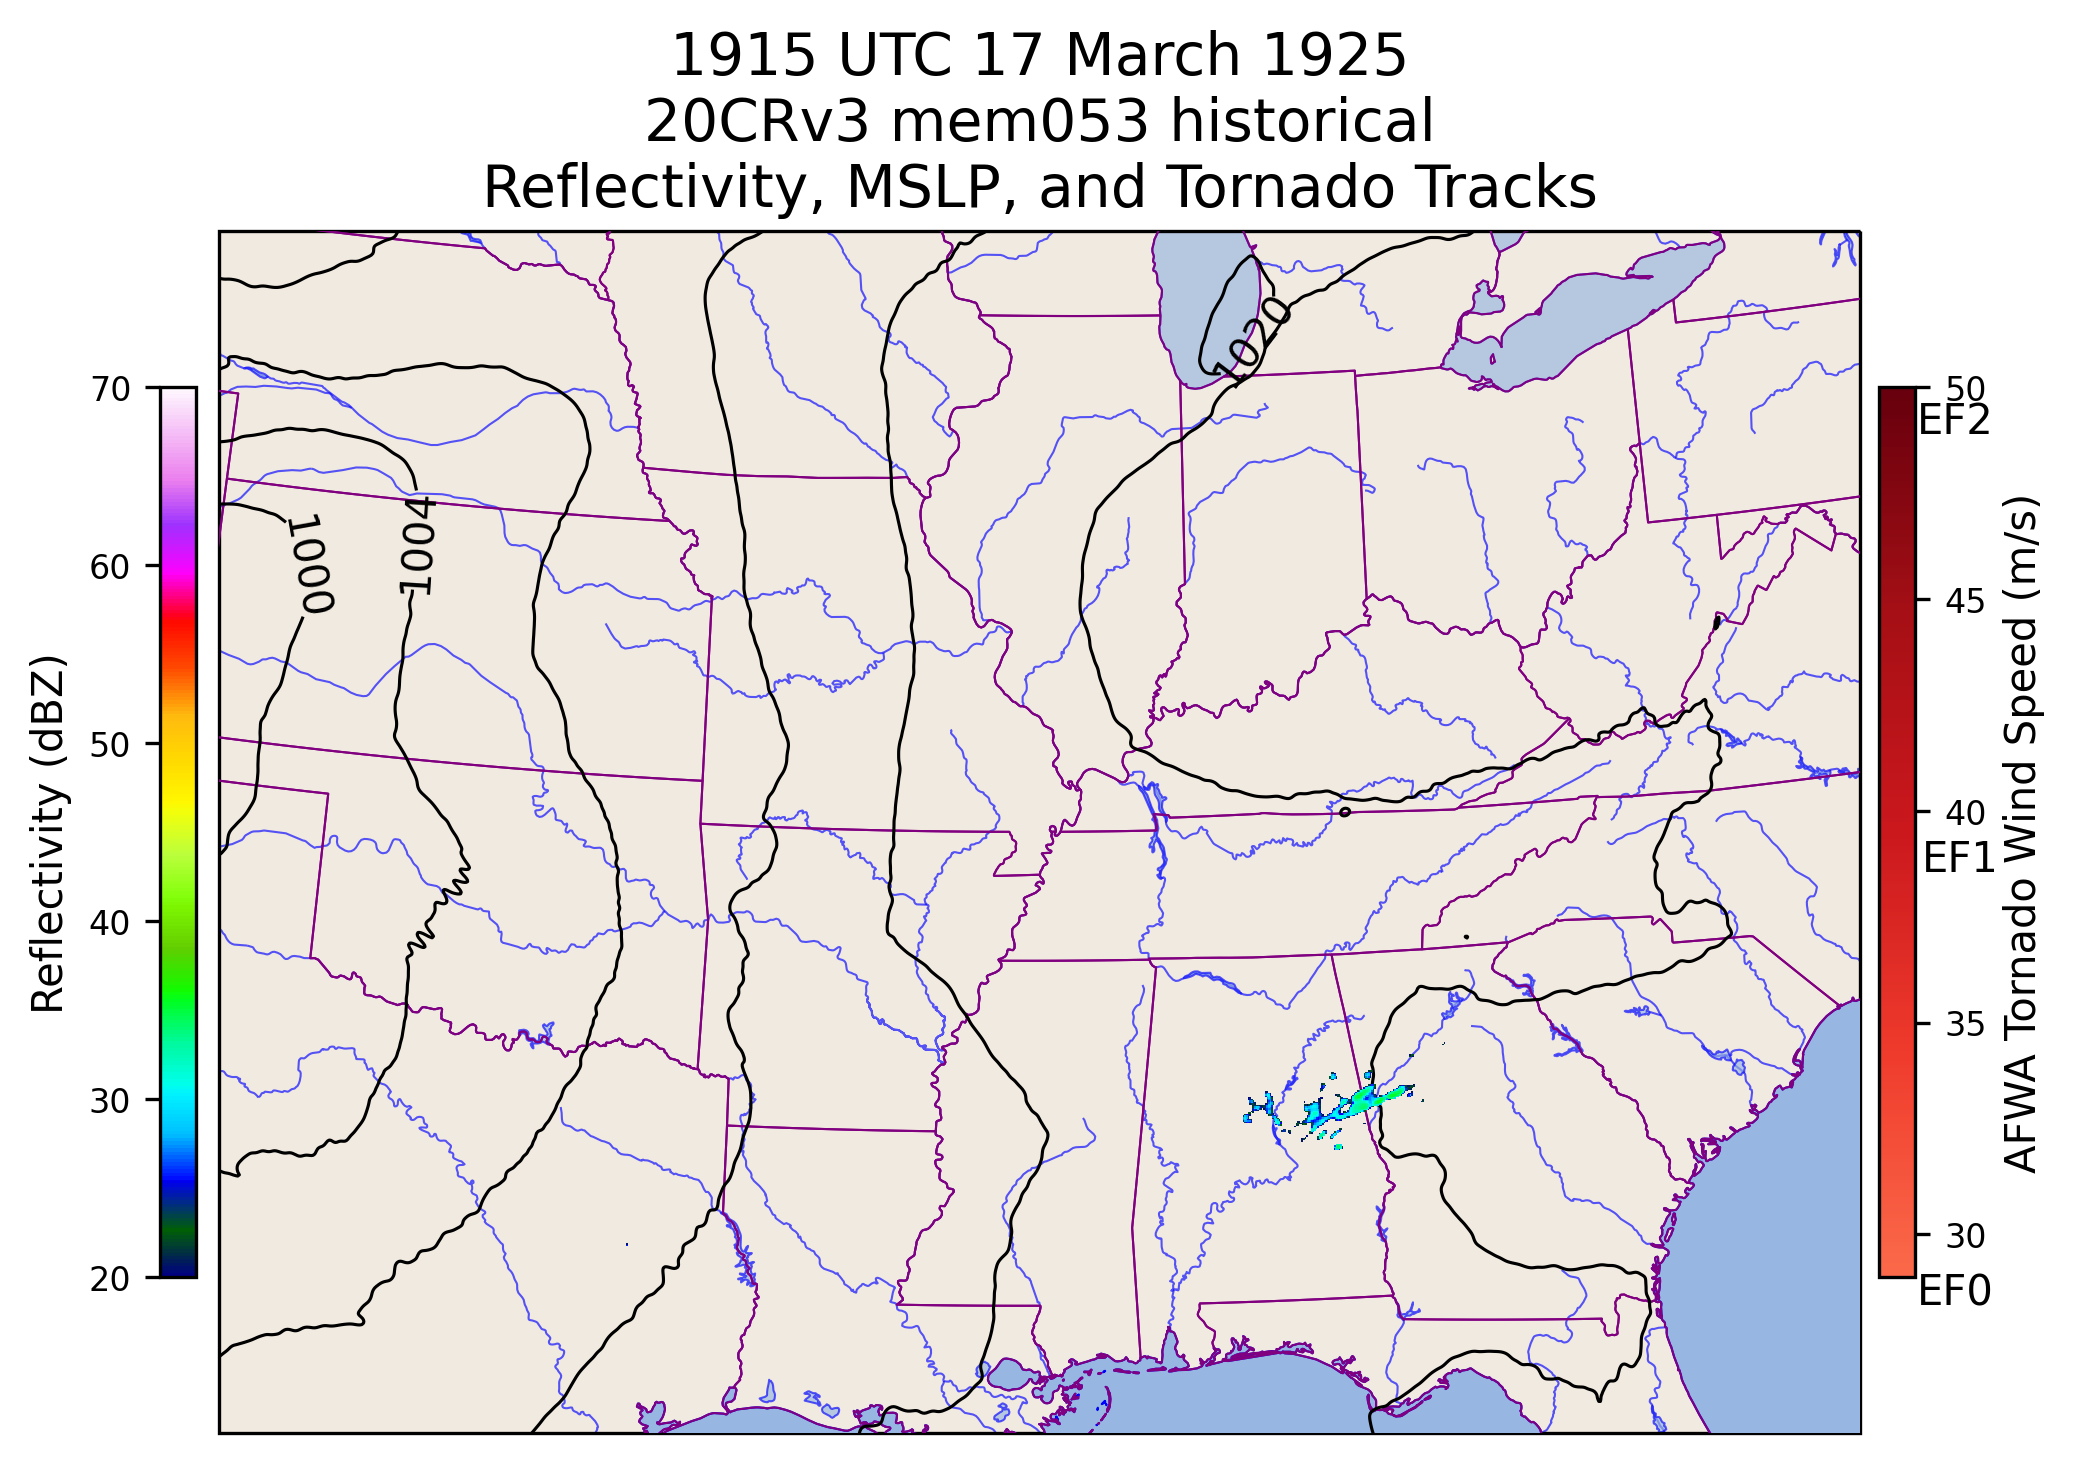 1915 UTC 17 March 1925
20CRv3 mem053 historical
Reflectivity, MSLP, and Tornado Tracks
Reflectivity (dBZ)
70
60
50
40
30
20
1020
1004
1000
50
EF2
45
40
EF1
35
30
EF0
AFWA Tornado Wind Speed (m/s)